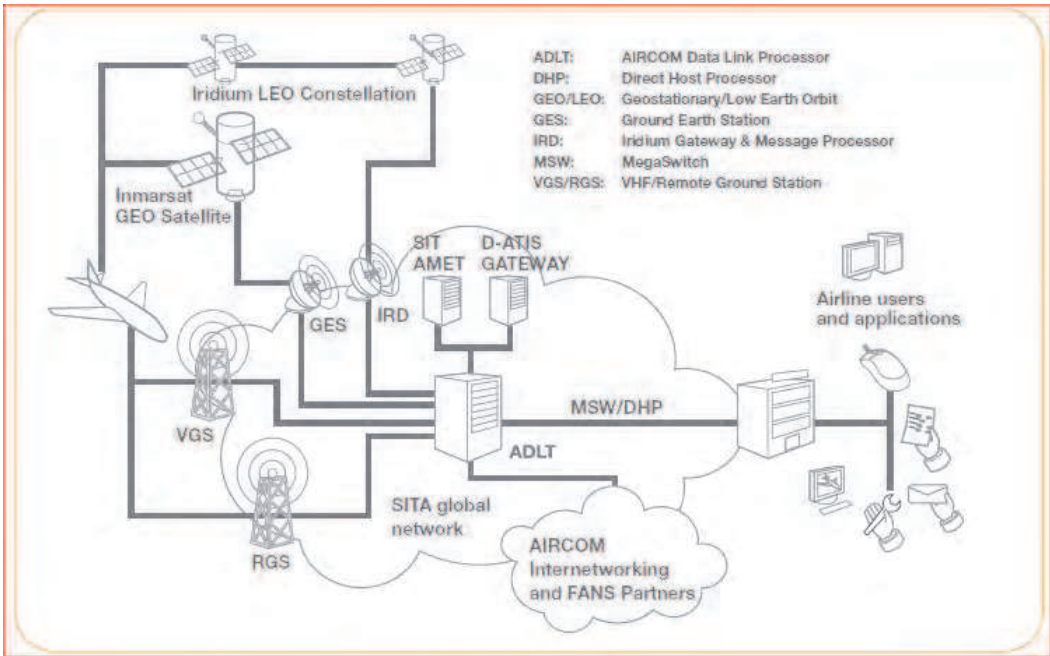 Iridium LEO Constellation
Inmarsat
GEO Satellite
ADLT: AIRCOM Data Link Processor
DHP: Direct Host Processor
GEO/LEO: Geostationary/Low Earth Orbit
GES: Ground Earth Station
IRD: Iridium Gateway & Message Processor
MSW: MegaSwitch
VGS/RGS: VHF/Remote Ground Station
SIT
AMET
D-ATIS
GATEWAY
GES
IRD
Airline users
and applications
VGS
MSW/DHP
ADLT
RGS
SITA global
network
AIRCOM
Internetworking
and FANS Partners